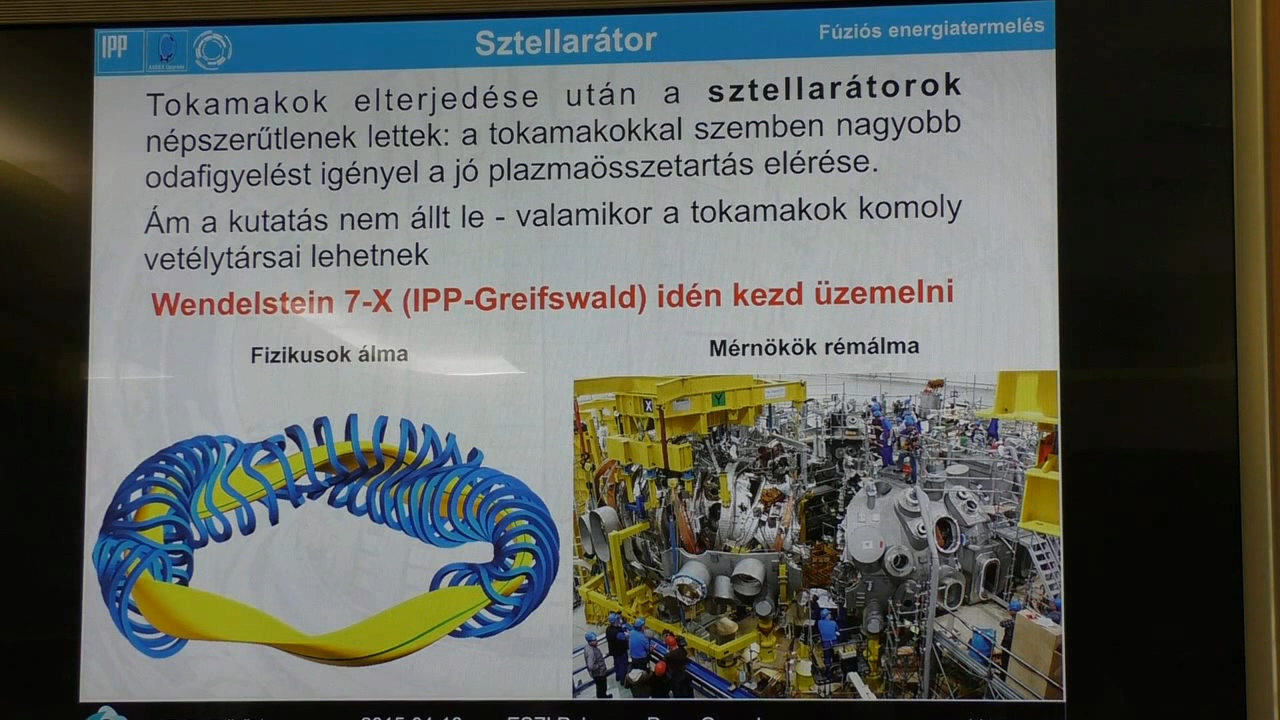 IPP
Sztellarátor
Fúziós energiatermelés
Tokamakok elterjedése után a sztellarátorok
népszerűtlenek lettek: a tokamakokkal szemben nagyobb
odafigyelést igényel a jó plazmaösszetartás elérése.
Ám a kutatás nem állt le - valamikor a tokamakok komoly
vetélytársai lehetnek
Wendelstein 7-X (IPP-Greifswald) idén kezd üzemelni
Fizikusok álma
Mérnökök rémálma
X
Y